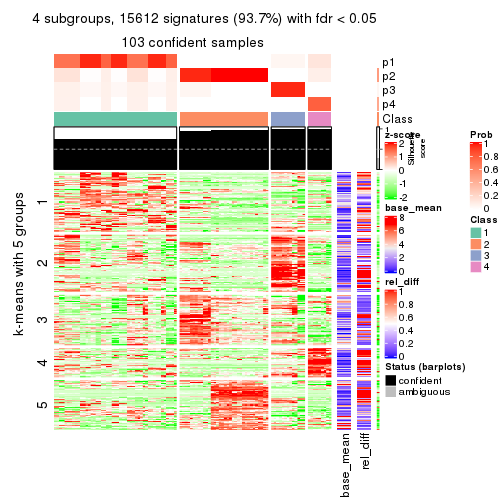 4 subgroups, 15612 signatures (93.7%) with fdr < 0.05
103 confident samples
p1
p2
p3
p4
Class
Silhouette
score
k-means with 5 groups
1
2
3
4
5
base_mean
rel_diff
z-score
2
1
0
-1
-2
base_mean
8
6
4
2
0
rel_diff
1
0.8
0.6
0.4
0.2
0
Status (barplots)
confident
ambiguous
Prob
1
0.8
0.6
0.4
0.2
0
Class
1
2
3
4